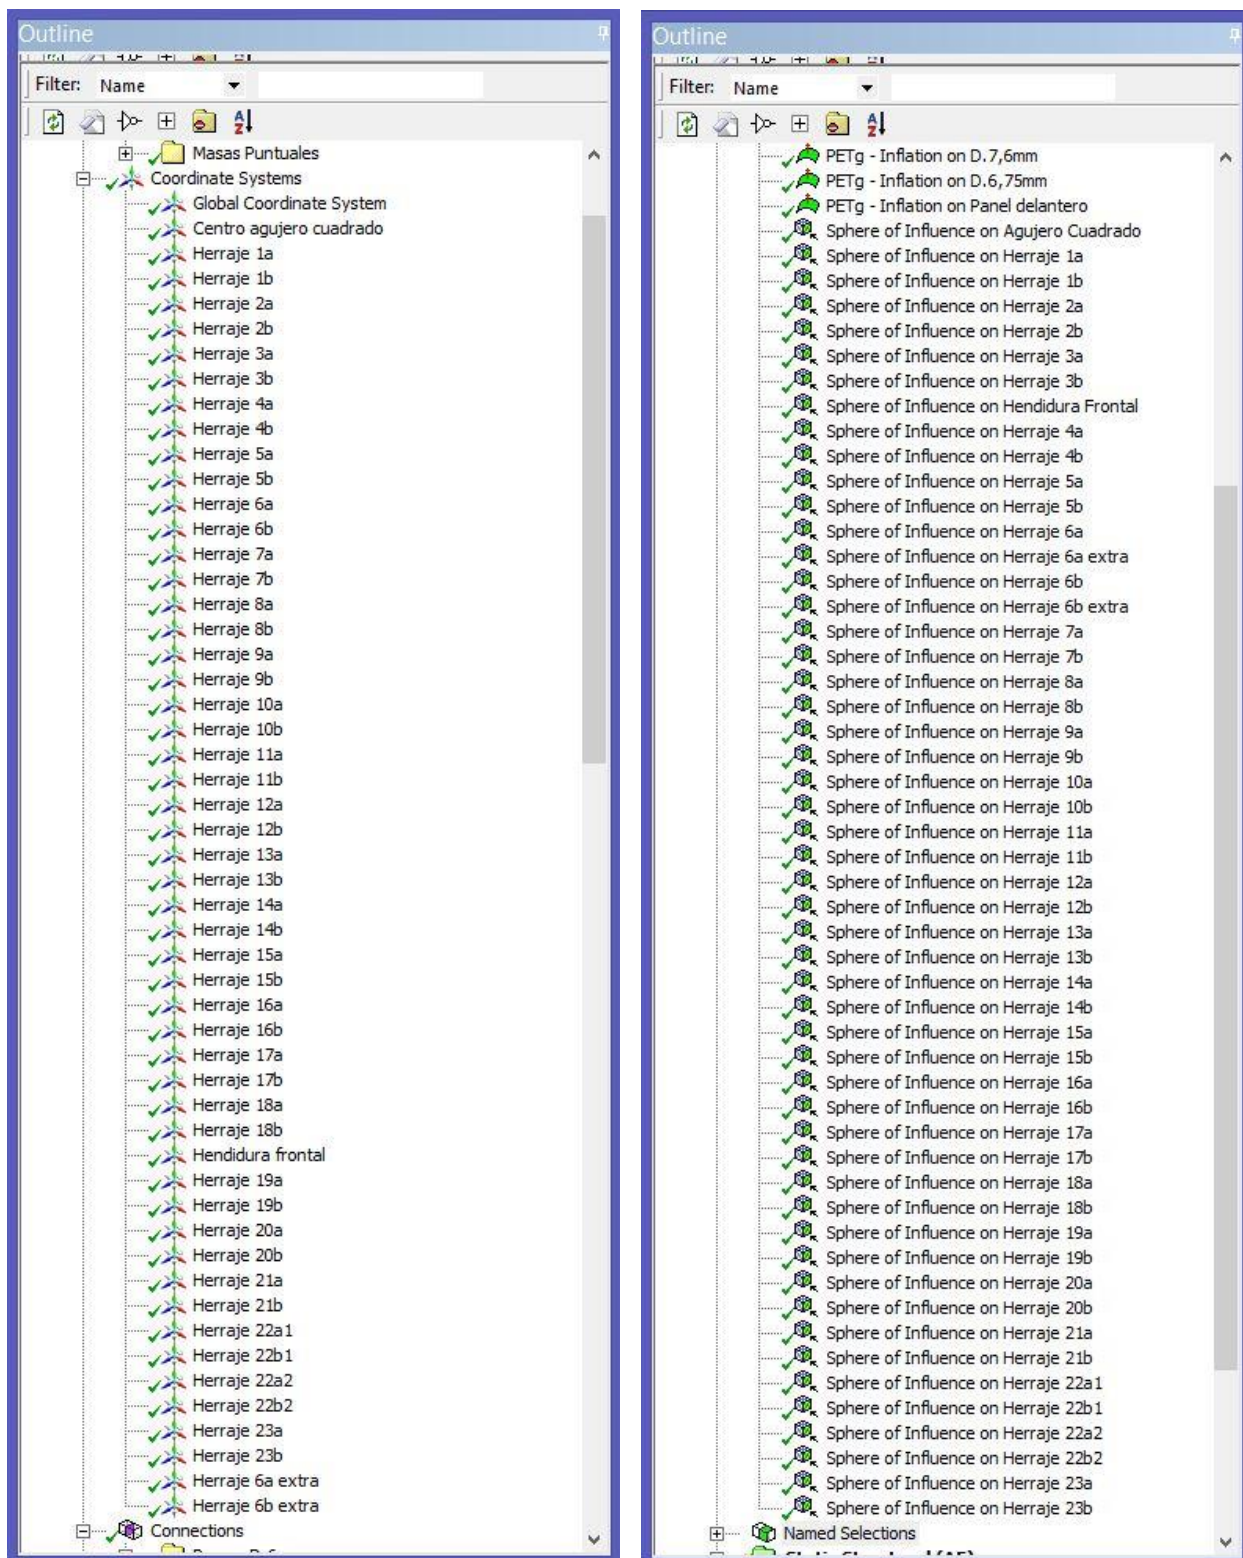 Outline
Filter: Name
Masas Puntuales
Coordinate Systems
Global Coordinate System
Centro agujero cuadrado
Herraje 1a
Herraje 1b
Herraje 2a
Herraje 2b
Herraje 3a
Herraje 3b
Herraje 4a
Herraje 4b
Herraje 5a
Herraje 5b
Herraje 6a
Herraje 6b
Herraje 7a
Herraje 7b
Herraje 8a
Herraje 8b
Herraje 9a
Herraje 9b
Herraje 10a
Herraje 10b
Herraje 11a
Herraje 11b
Herraje 12a
Herraje 12b
Herraje 13a
Herraje 13b
Herraje 14a
Herraje 14b
Herraje 15a
Herraje 15b
Herraje 16a
Herraje 16b
Herraje 17a
Herraje 17b
Herraje 18a
Herraje 18b
Hendidura frontal
Herraje 19a
Herraje 19b
Herraje 20a
Herraje 20b
Herraje 21a
Herraje 21b
Herraje 22a1
Herraje 22b1
Herraje 22a2
Herraje 22b2
Herraje 23a
Herraje 23b
Herraje 6a extra
Herraje 6b extra
Connections
Outline
Filter: Name
PETg - Inflation on D.7,6mm
PETg - Inflation on D.6,75mm
PETg - Inflation on Panel delantero
Sphere of Influence on Agujero Cuadrado
Sphere of Influence on Herraje 1a
Sphere of Influence on Herraje 1b
Sphere of Influence on Herraje 2a
Sphere of Influence on Herraje 2b
Sphere of Influence on Herraje 3a
Sphere of Influence on Herraje 3b
Sphere of Influence on Hendidura Frontal
Sphere of Influence on Herraje 4a
Sphere of Influence on Herraje 4b
Sphere of Influence on Herraje 5a
Sphere of Influence on Herraje 5b
Sphere of Influence on Herraje 6a
Sphere of Influence on Herraje 6a extra
Sphere of Influence on Herraje 6b
Sphere of Influence on Herraje 6b extra
Sphere of Influence on Herraje 7a
Sphere of Influence on Herraje 7b
Sphere of Influence on Herraje 8a
Sphere of Influence on Herraje 8b
Sphere of Influence on Herraje 9a
Sphere of Influence on Herraje 9b
Sphere of Influence on Herraje 10a
Sphere of Influence on Herraje 10b
Sphere of Influence on Herraje 11a
Sphere of Influence on Herraje 11b
Sphere of Influence on Herraje 12a
Sphere of Influence on Herraje 12b
Sphere of Influence on Herraje 13a
Sphere of Influence on Herraje 13b
Sphere of Influence on Herraje 14a
Sphere of Influence on Herraje 14b
Sphere of Influence on Herraje 15a
Sphere of Influence on Herraje 15b
Sphere of Influence on Herraje 16a
Sphere of Influence on Herraje 16b
Sphere of Influence on Herraje 17a
Sphere of Influence on Herraje 17b
Sphere of Influence on Herraje 18a
Sphere of Influence on Herraje 18b
Sphere of Influence on Herraje 19a
Sphere of Influence on Herraje 19b
Sphere of Influence on Herraje 20a
Sphere of Influence on Herraje 20b
Sphere of Influence on Herraje 21a
Sphere of Influence on Herraje 21b
Sphere of Influence on Herraje 22a1
Sphere of Influence on Herraje 22b1
Sphere of Influence on Herraje 22a2
Sphere of Influence on Herraje 22b2
Sphere of Influence on Herraje 23a
Sphere of Influence on Herraje 23b
Named Selections